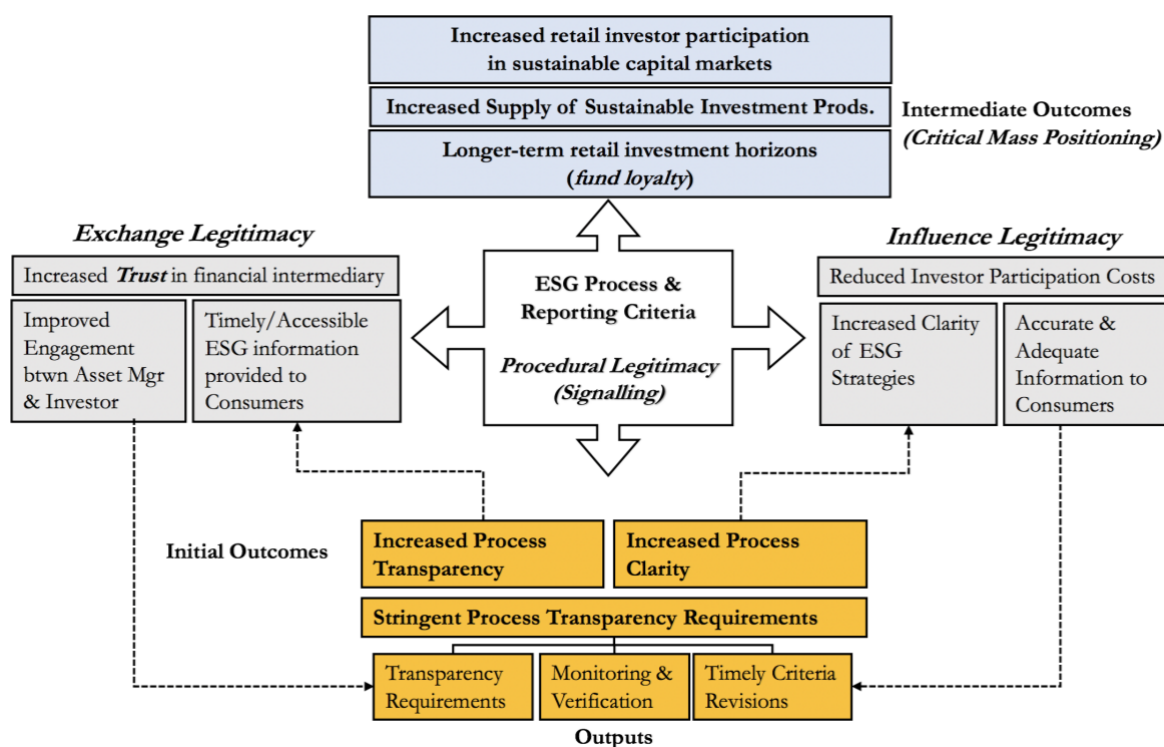 Increased retail investor participation
in sustainable capital markets
Increased Supply of Sustainable Investment Prods.
Longer-term retail investment horizons
(fund loyalty)
Intermediate Outcomes
(Critical Mass Positioning)
Exchange Legitimacy
Increased Trust in financial intermediary
Improved
Engagement
btwn Asset Mgr
& Investor
Timely/Accessible
ESG information
provided to
Consumers
ESG Process &
Reporting Criteria
Procedural Legitimacy
(Signalling)
Influence Legitimacy
Reduced Investor Participation Costs
Increased Clarity
of ESG
Strategies
Accurate &
Adequate
Information to
Consumers
Initial Outcomes
Increased Process
Transparency
Increased Process
Clarity
Stringent Process Transparency Requirements
Transparency
Requirements
Monitoring &
Verification
Timely Criteria
Revisions
Outputs